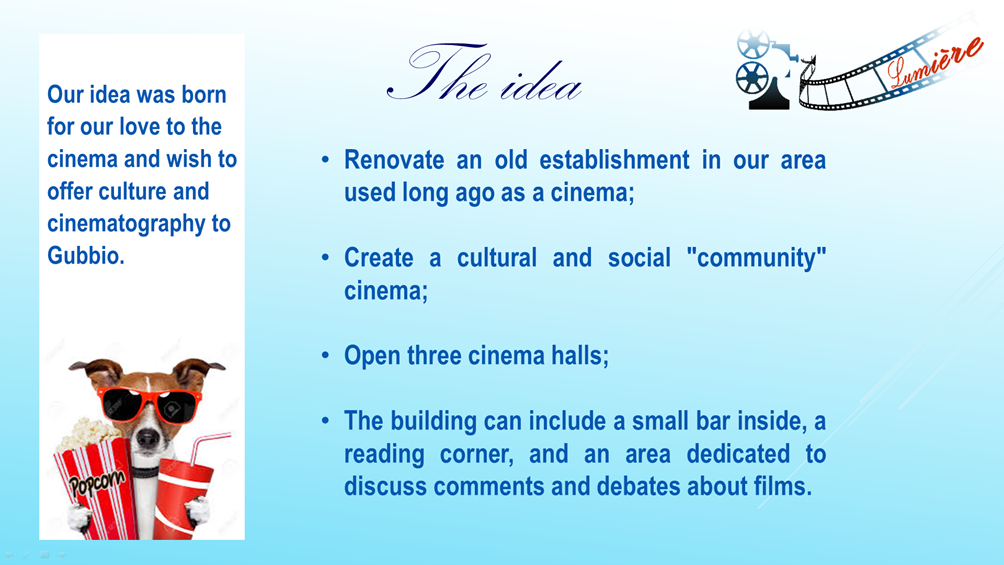 The idea
Lumière
Our idea was born
for our love to the
cinema and wish to
offer culture and
cinematography to
Gubbio.
• Renovate an old establishment in our area
used long ago as a cinema;
• Create a cultural and social "community"
cinema;
• Open three cinema halls;
• The building can include a small bar inside, a
reading corner, and an area dedicated to
discuss comments and debates about films.
Popcorn